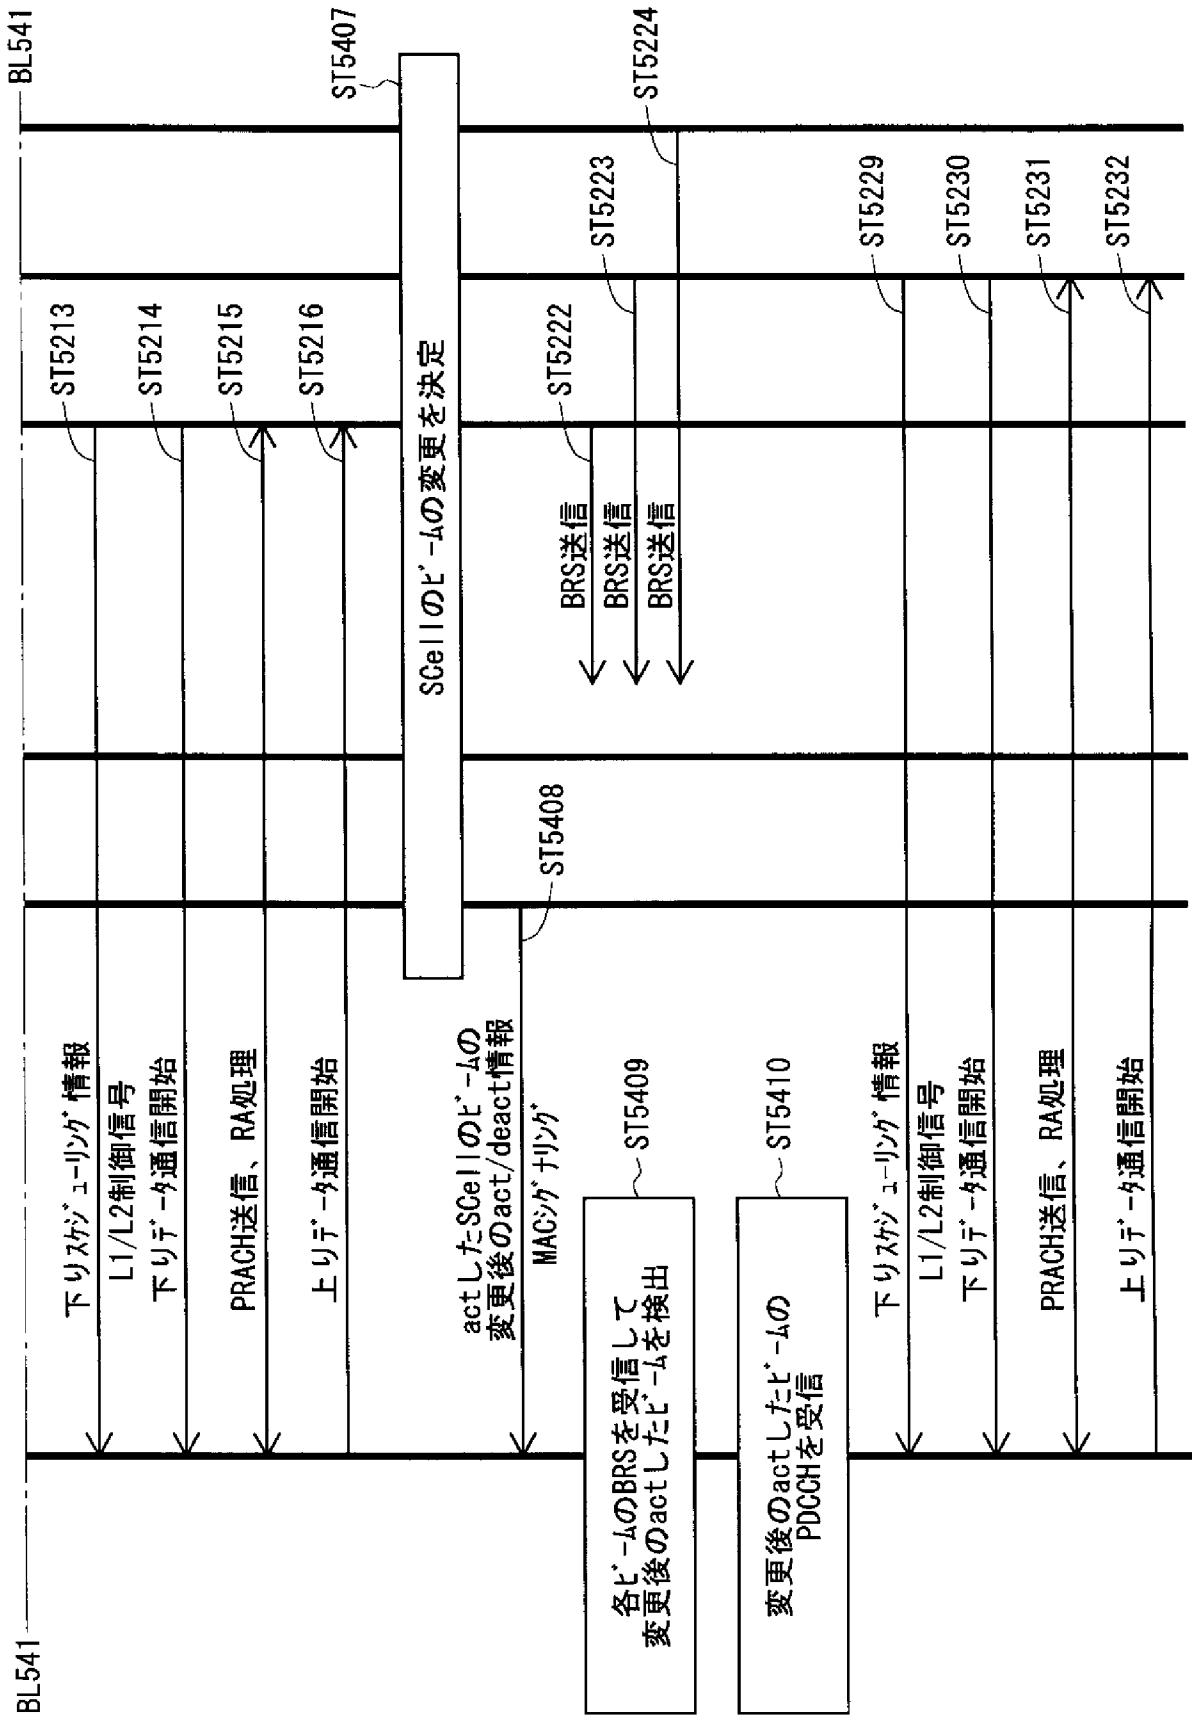 BL541
BL541
下りスケジューリング情報
ST5213
L1/L2制御信号
下りデータ通信開始
ST5214
PRACH送信、RA処理
ST5215
上りデータ通信開始
ST5216
SCellのビームの変更を決定
ST5407
actしたSCellのビームの
変更後のact/deact情報
MACシグナリング
ST5408
BRS送信
ST5222
BRS送信
ST5223
BRS送信
ST5224
各ビームのBRSを受信して
変更後のactしたビームを検出
ST5409
変更後のactしたビームの
PDCCHを受信
ST5410
下りスケジューリング情報
ST5229
L1/L2制御信号
下りデータ通信開始
ST5230
PRACH送信、RA処理
ST5231
上りデータ通信開始
ST5232